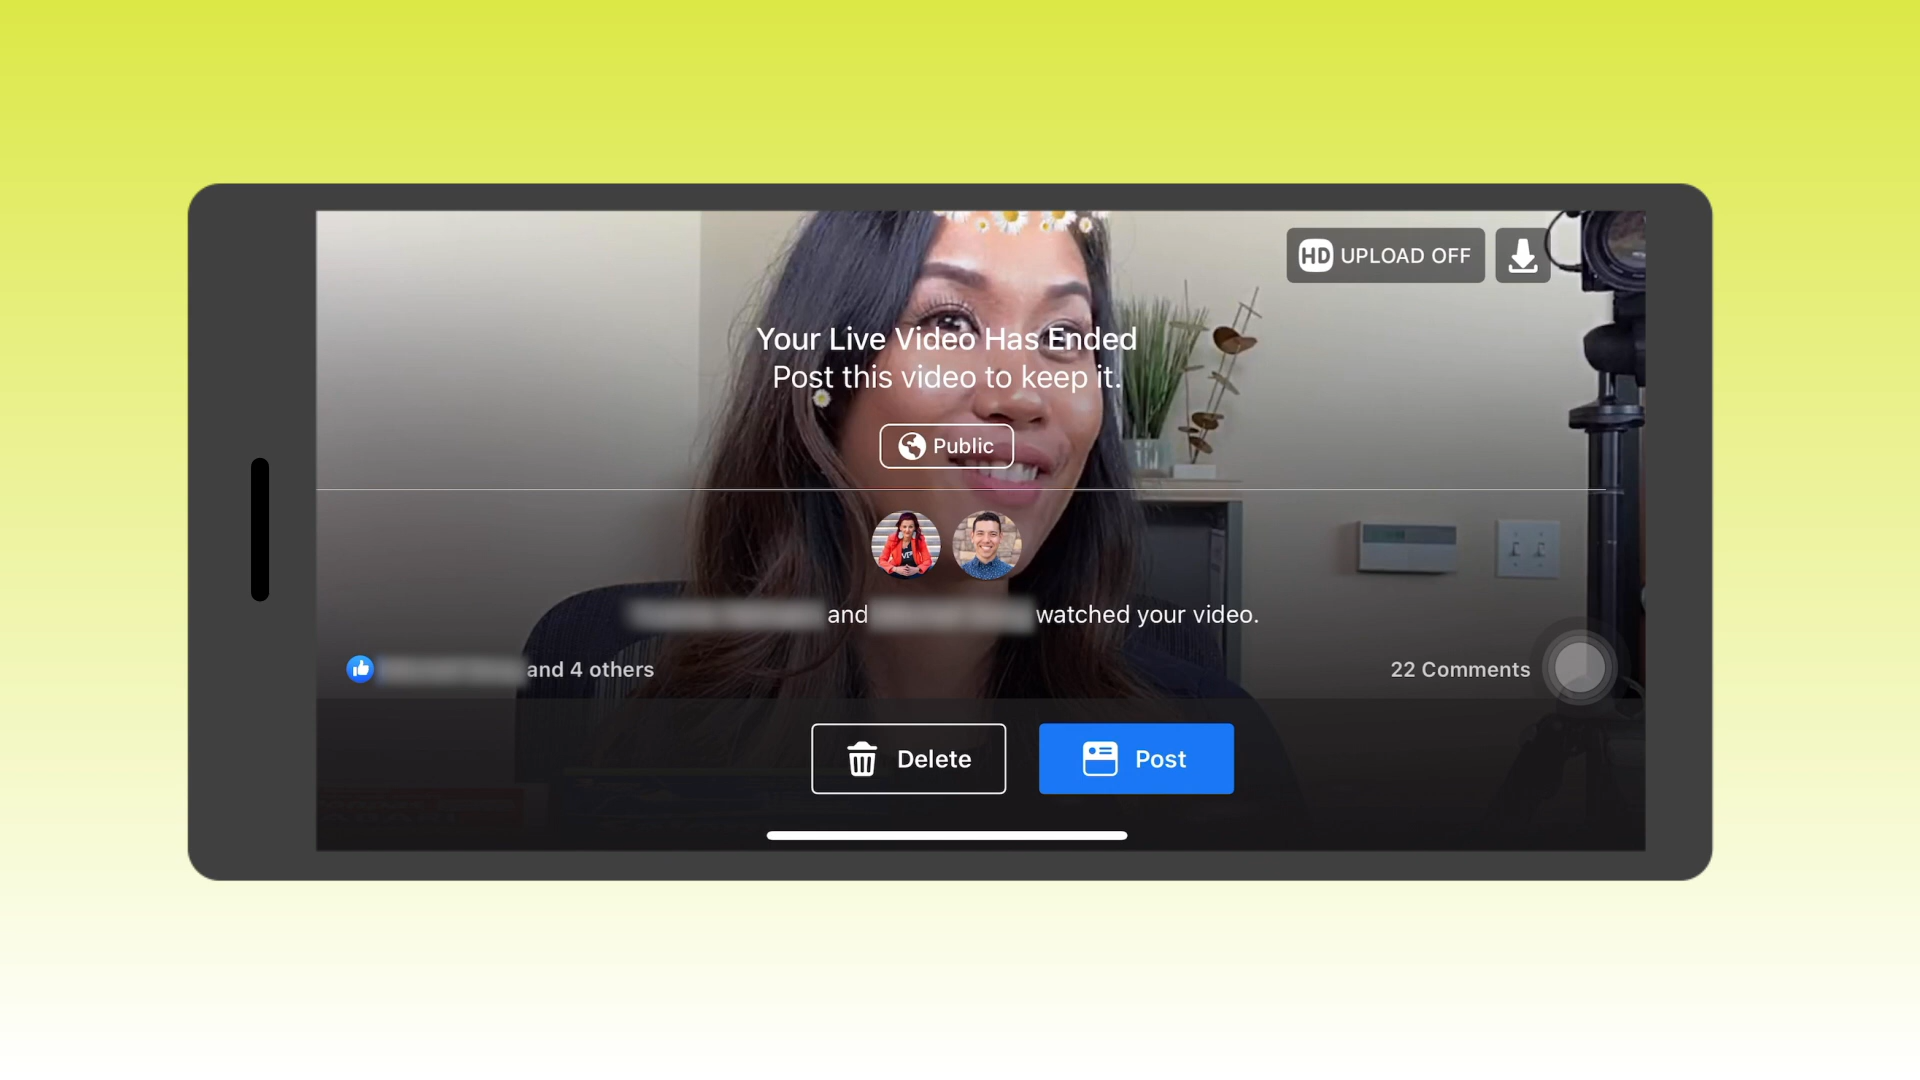 HD UPLOAD OFF
Your Live Video Has Ended
Post this video to keep it.
Public
and watched your video.
and 4 others
22 Comments
Delete
Post